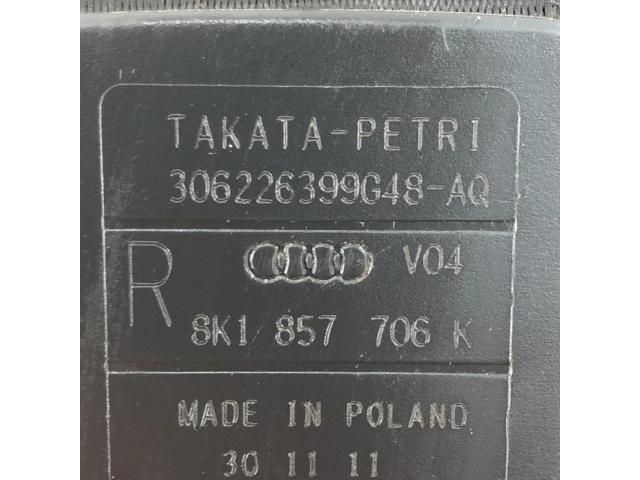 TAKATA-PETRI
306226399G48-AQ
R V04
8K1 857 706 K
MADE IN POLAND
30 11 11